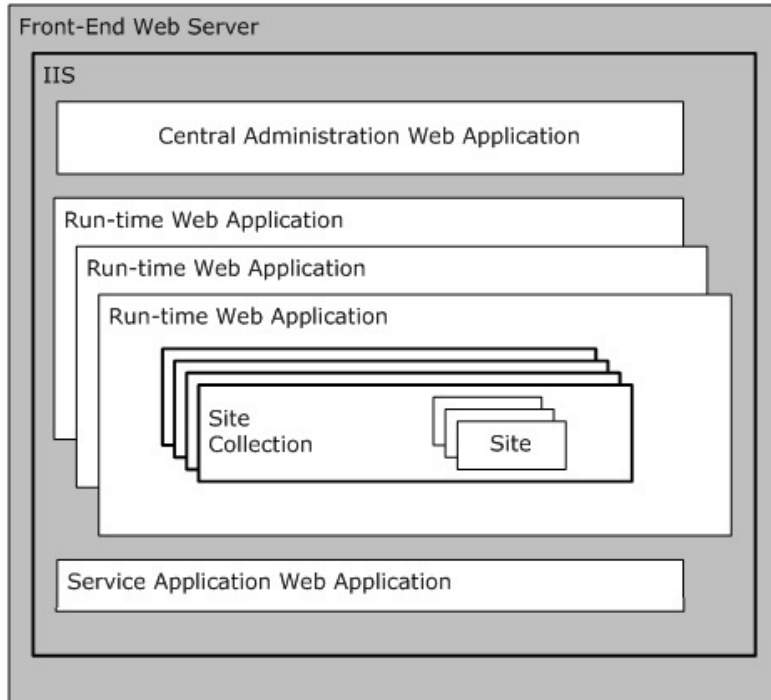 Front-End Web Server
IIS
Central Administration Web Application
Run-time Web Application
Run-time Web Application
Run-time Web Application
Site
Collection
Site
Service Application Web Application